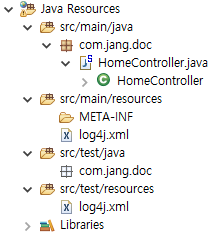 Java Resources
src/main/java
com.jang.doc
HomeController.java
HomeController
src/main/resources
META-INF
log4j.xml
src/test/java
com.jang.doc
src/test/resources
log4j.xml
Libraries